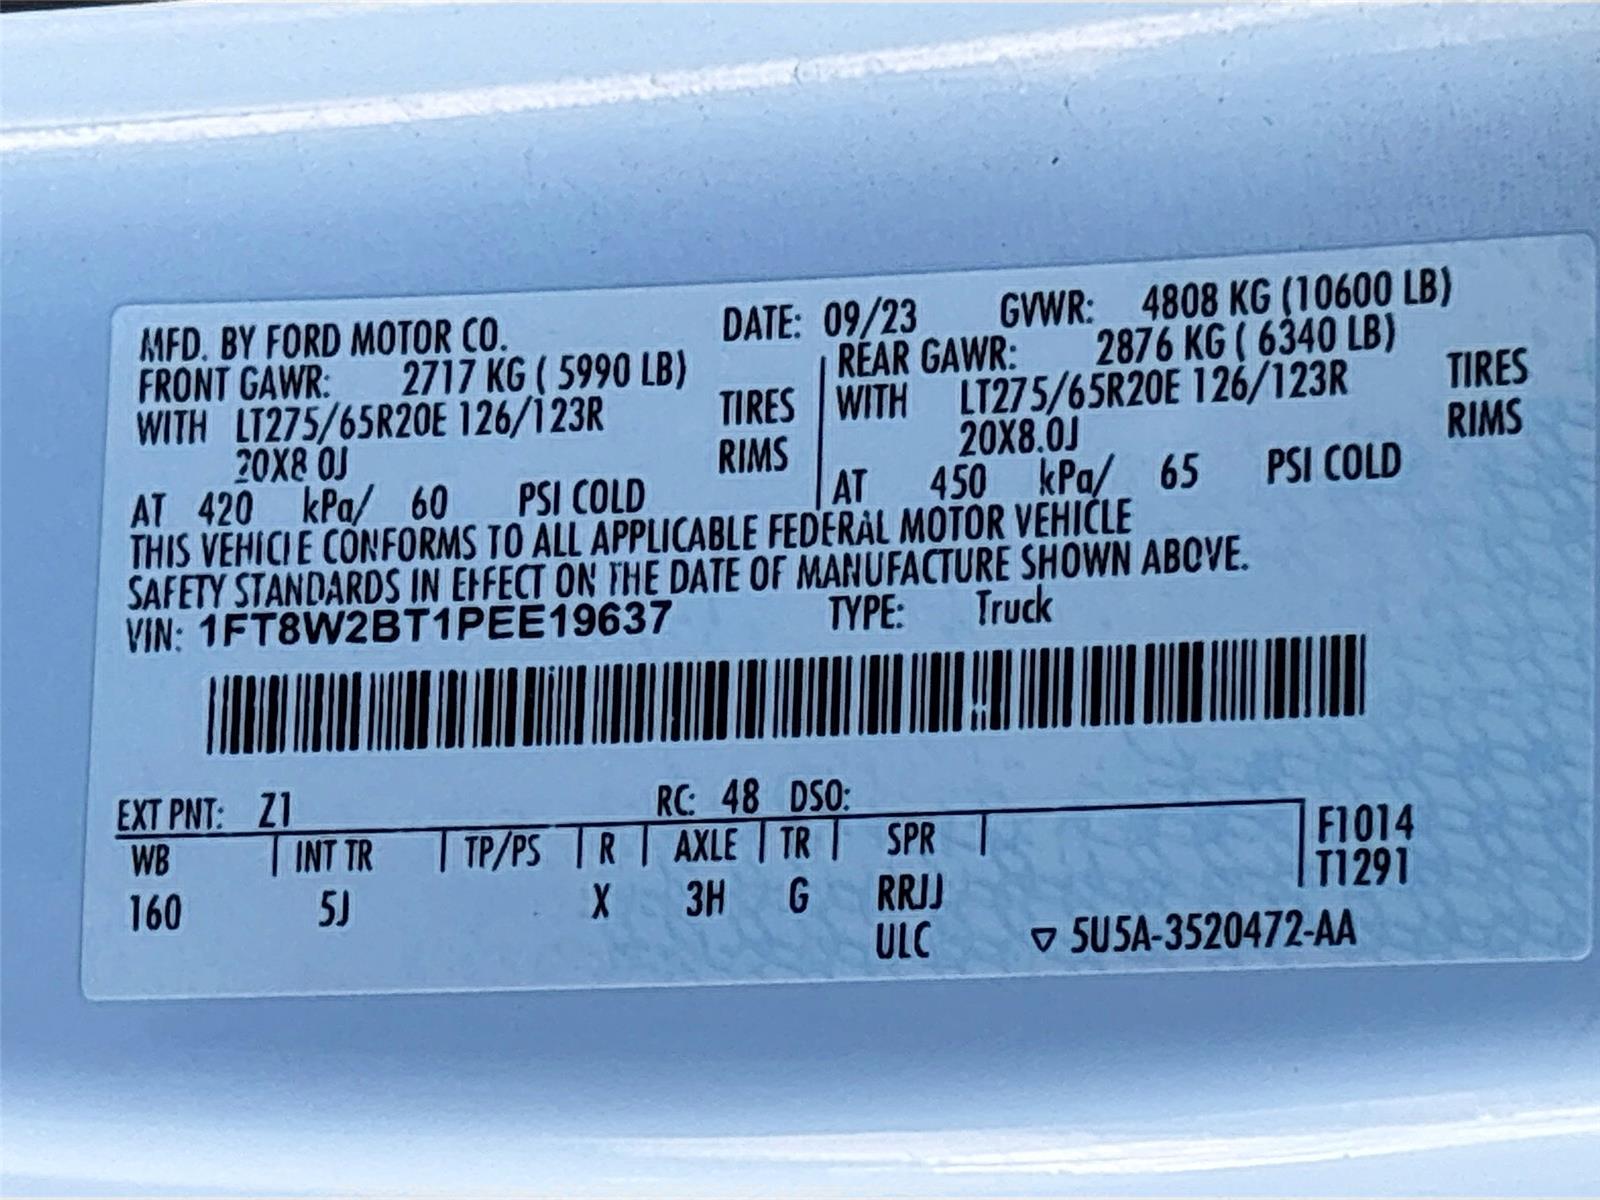 MFD. BY FORD MOTOR CO. DATE: 09/23 GVWR: 4808 KG (10600 LB)
FRONT GAWR: 2717 KG ( 5990 LB) REAR GAWR: 2876 KG ( 6340 LB)
WITH LT275/65R20E 126/123R TIRES WITH LT275/65R20E 126/123R TIRES
20X8.0J RIMS 20X8.0J RIMS
AT 420 kPa/ 60 PSI COLD AT 450 kPa/ 65 PSI COLD
THIS VEHICLE CONFORMS TO ALL APPLICABLE FEDERAL MOTOR VEHICLE
SAFETY STANDARDS IN EFFECT ON THE DATE OF MANUFACTURE SHOWN ABOVE.
VIN: 1FT8W2BT1PEE19637 TYPE: Truck
EXT PNT: Z1 RC: 48 DSO:
WB INT TR TP/PS R AXLE TR SPR F1014
T1291
160 5J X 3H G RRJJ
ULC ▽ 5U5A-3520472-AA